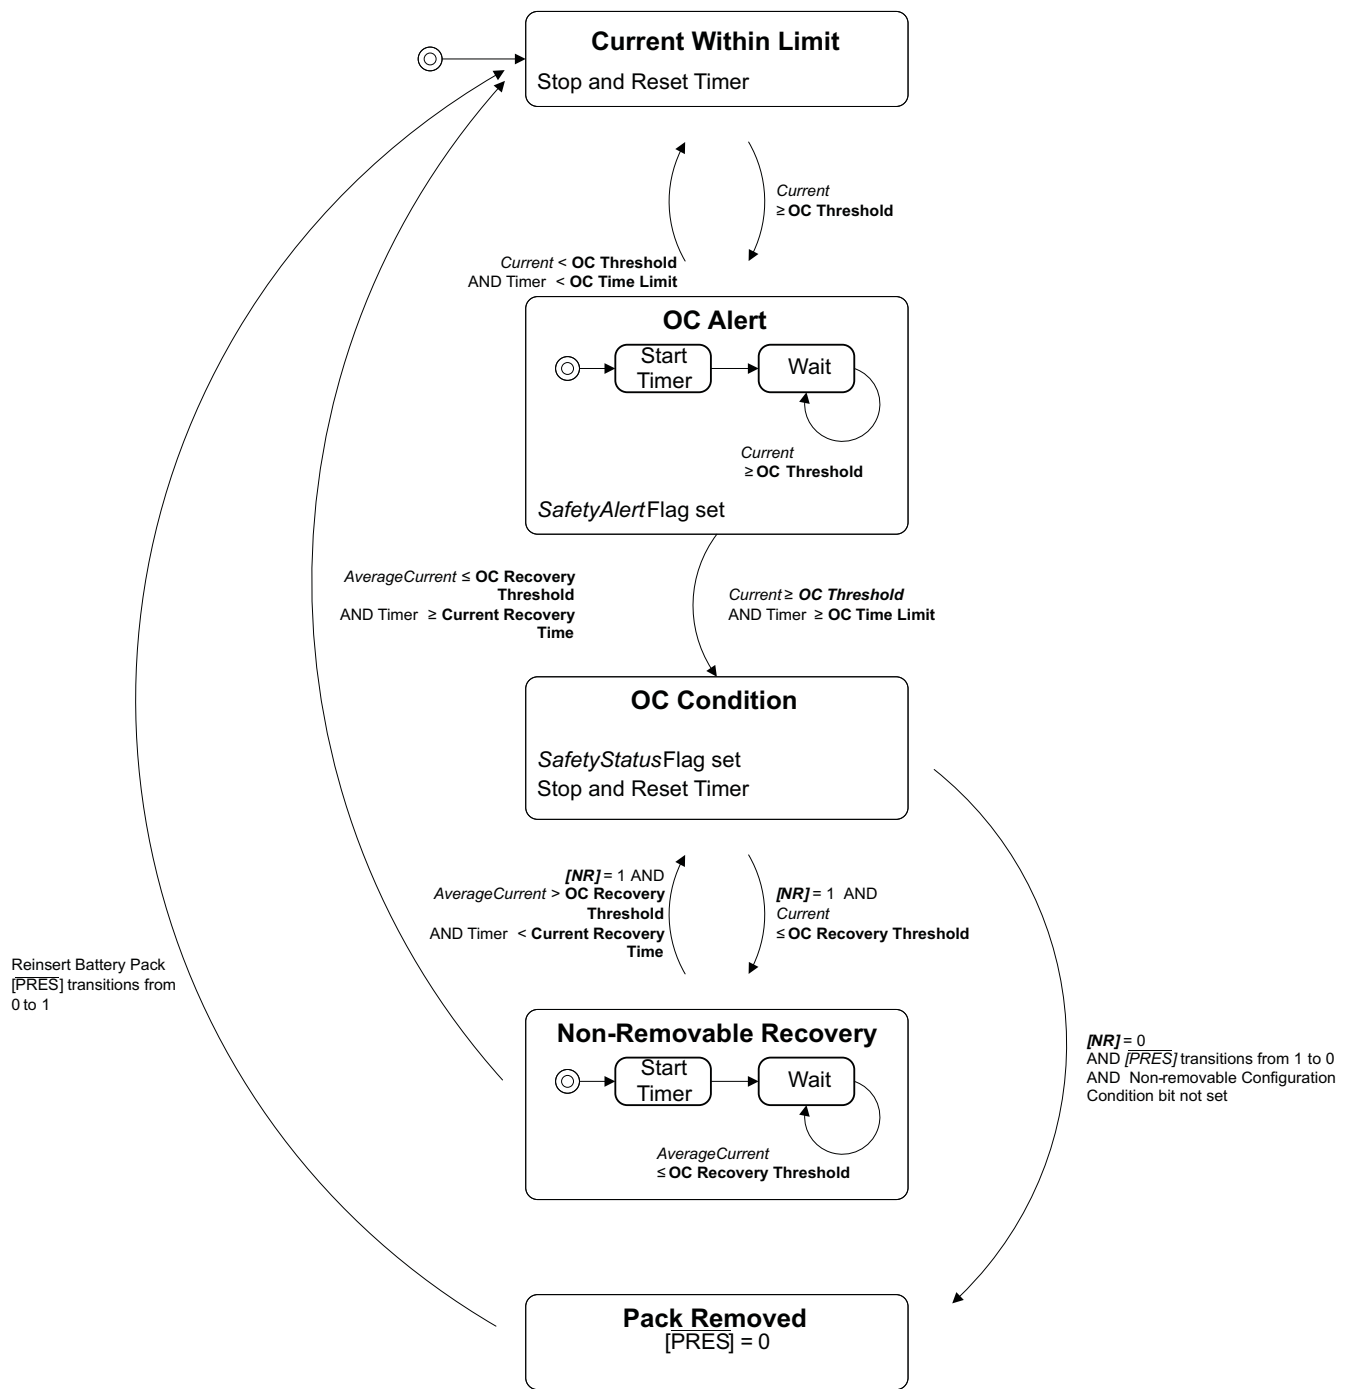 Current Within Limit
Stop and Reset Timer
Current
≥ OC Threshold
Current < OC Threshold
AND Timer < OC Time Limit
OC Alert
Start
Timer
Wait
Current
≥ OC Threshold
SafetyAlert Flag set
AverageCurrent ≤ OC Recovery
Threshold
AND Timer ≥ Current Recovery
Time
Current ≥ OC Threshold
AND Timer ≥ OC Time Limit
OC Condition
SafetyStatus Flag set
Stop and Reset Timer
[NR] = 1 AND
AverageCurrent > OC Recovery
Threshold
AND Timer < Current Recovery
Time
[NR] = 1 AND
Current
≤ OC Recovery Threshold
Reinsert Battery Pack
[P̅R̅E̅S̅] transitions from
0 to 1
Non-Removable Recovery
Start
Timer
Wait
AverageCurrent
≤ OC Recovery Threshold
[NR] = 0
AND [P̅R̅E̅S̅] transitions from 1 to 0
AND Non-removable Configuration
Condition bit not set
Pack Removed
[P̅R̅E̅S̅] = 0